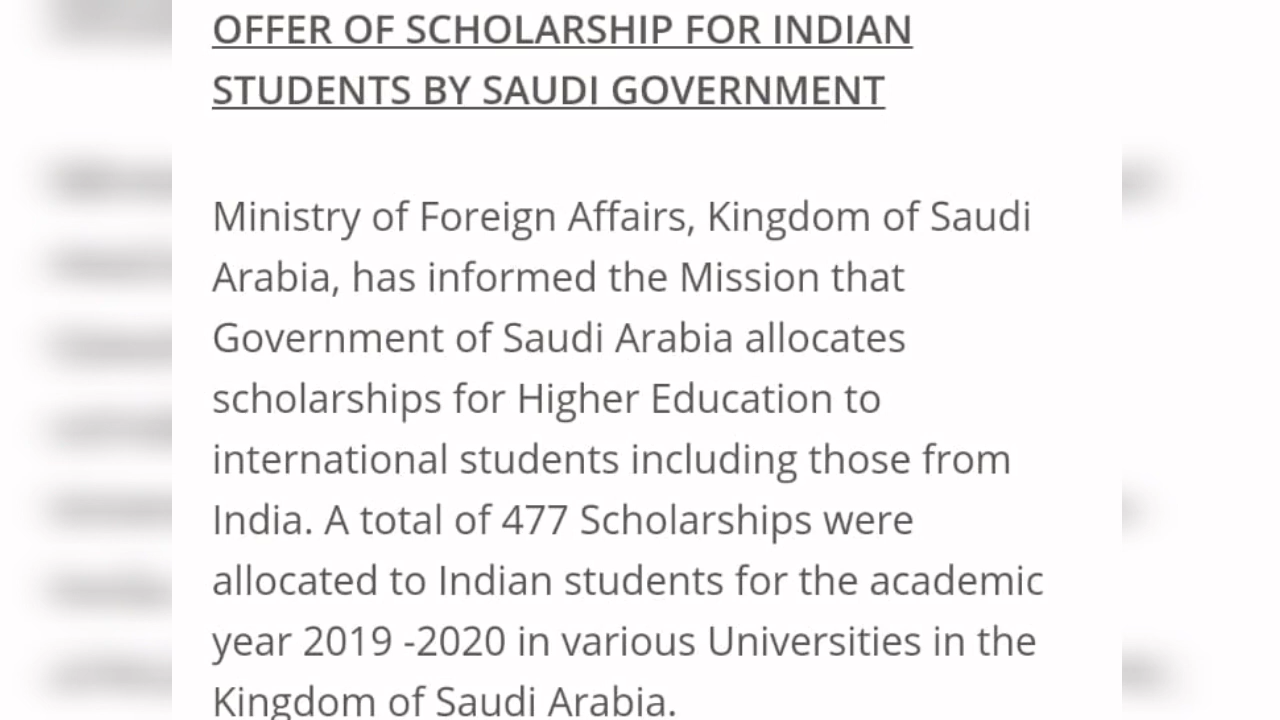 OFFER OF SCHOLARSHIP FOR INDIAN
STUDENTS BY SAUDI GOVERNMENT
Ministry of Foreign Affairs, Kingdom of Saudi
Arabia, has informed the Mission that
Government of Saudi Arabia allocates
scholarships for Higher Education to
international students including those from
India. A total of 477 Scholarships were
allocated to Indian students for the academic
year 2019 -2020 in various Universities in the
Kingdom of Saudi Arabia.